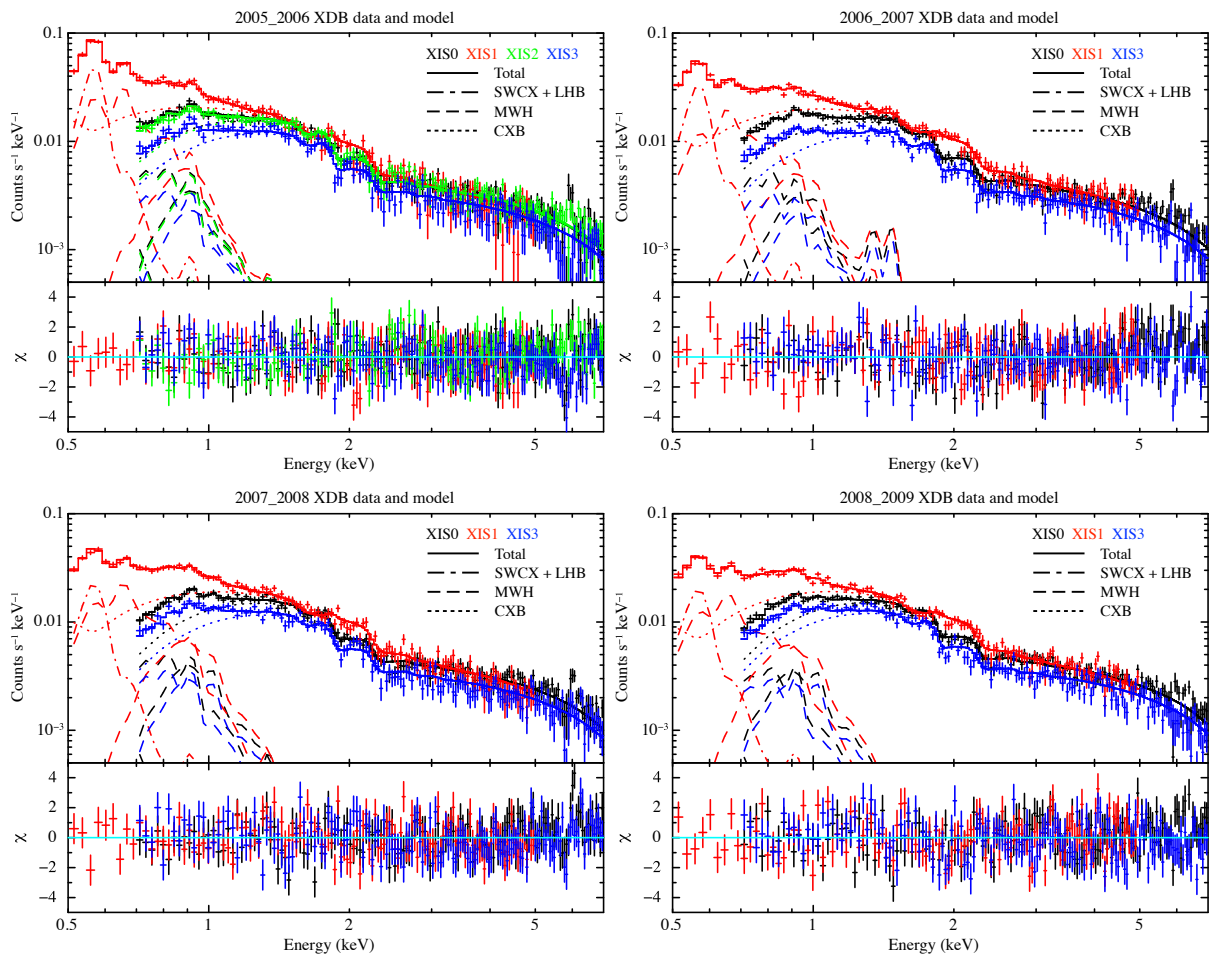 2005_2006 XDB data and model
0.1
0.01
10⁻³
Counts s⁻¹ keV⁻¹
XIS0 XIS1 XIS2 XIS3
Total
SWCX + LHB
MWH
CXB
4
2
0
−2
−4
χ
0.5 1 2 5
Energy (keV)
2006_2007 XDB data and model
0.1
0.01
10⁻³
Counts s⁻¹ keV⁻¹
XIS0 XIS1 XIS3
Total
SWCX + LHB
MWH
CXB
4
2
0
−2
−4
χ
0.5 1 2 5
Energy (keV)
2007_2008 XDB data and model
0.1
0.01
10⁻³
Counts s⁻¹ keV⁻¹
XIS0 XIS1 XIS3
Total
SWCX + LHB
MWH
CXB
4
2
0
−2
−4
χ
0.5 1 2 5
Energy (keV)
2008_2009 XDB data and model
0.1
0.01
10⁻³
Counts s⁻¹ keV⁻¹
XIS0 XIS1 XIS3
Total
SWCX + LHB
MWH
CXB
4
2
0
−2
−4
χ
0.5 1 2 5
Energy (keV)